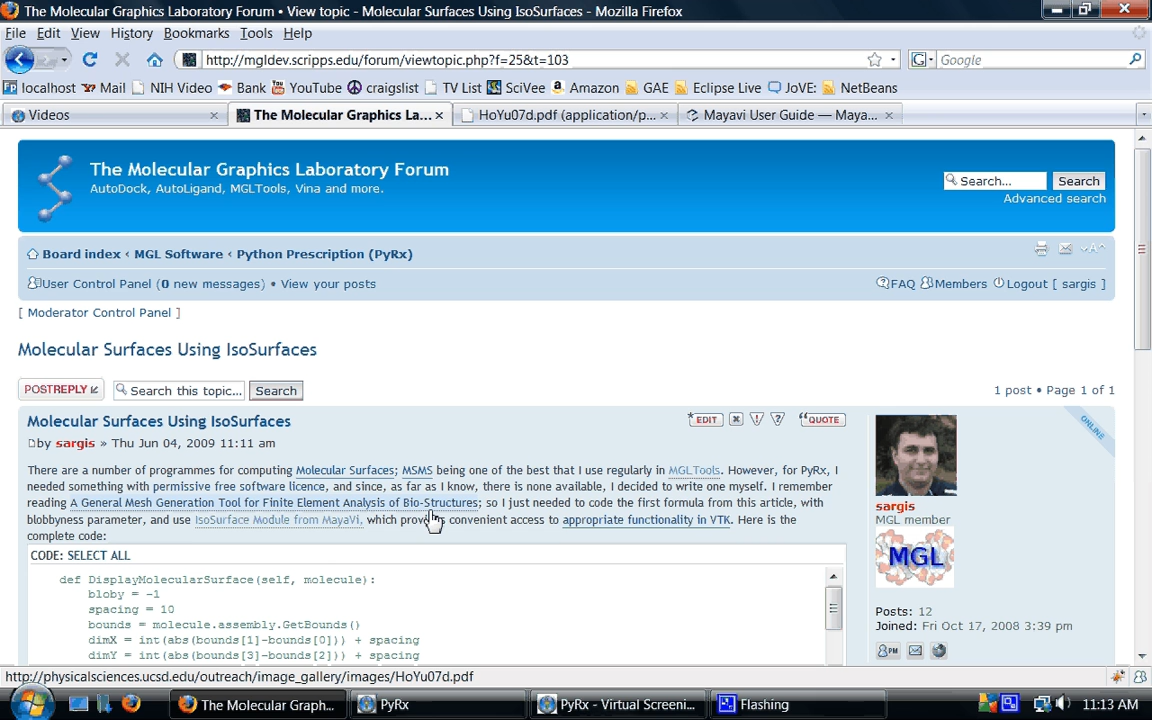 The Molecular Graphics Laboratory Forum • View topic - Molecular Surfaces Using IsoSurfaces - Mozilla Firefox
File Edit View History Bookmarks Tools Help
http://mgldev.scripps.edu/forum/viewtopic.php?f=25&t=103
G Google
localhost Mail NIH Video Bank YouTube craigslist TV List SciVee Amazon GAE Eclipse Live JoVE: NetBeans
Videos The Molecular Graphics La... HoYu07d.pdf (application/p... Mayavi User Guide — Maya...
The Molecular Graphics Laboratory Forum
AutoDock, AutoLigand, MGLTools, Vina and more.
Search... Search
Advanced search
Board index ‹ MGL Software ‹ Python Prescription (PyRx)
User Control Panel (0 new messages) • View your posts
FAQ Members Logout [ sargis ]
[ Moderator Control Panel ]
Molecular Surfaces Using IsoSurfaces
POSTREPLY Search this topic... Search
1 post • Page 1 of 1
Molecular Surfaces Using IsoSurfaces
EDIT QUOTE
by sargis » Thu Jun 04, 2009 11:11 am
There are a number of programmes for computing Molecular Surfaces; MSMS being one of the best that I use regularly in MGLTools. However, for PyRx, I
needed something with permissive free software licence, and since, as far as I know, there is none available, I decided to write one myself. I remember
reading A General Mesh Generation Tool for Finite Element Analysis of Bio-Structures; so I just needed to code the first formula from this article, with
blobbyness parameter, and use IsoSurface Module from MayaVi, which provides convenient access to appropriate functionality in VTK. Here is the
complete code:
CODE: SELECT ALL
def DisplayMolecularSurface(self, molecule):
bloby = -1
spacing = 10
bounds = molecule.assembly.GetBounds()
dimX = int(abs(bounds[1]-bounds[0])) + spacing
dimY = int(abs(bounds[3]-bounds[2])) + spacing
ONLINE
sargis
MGL member
MGL
Posts: 12
Joined: Fri Oct 17, 2008 3:39 pm
PM
http://physicalsciences.ucsd.edu/outreach/image_gallery/images/HoYu07d.pdf
The Molecular Graph... PyRx PyRx - Virtual Screeni... Flashing 11:13 AM